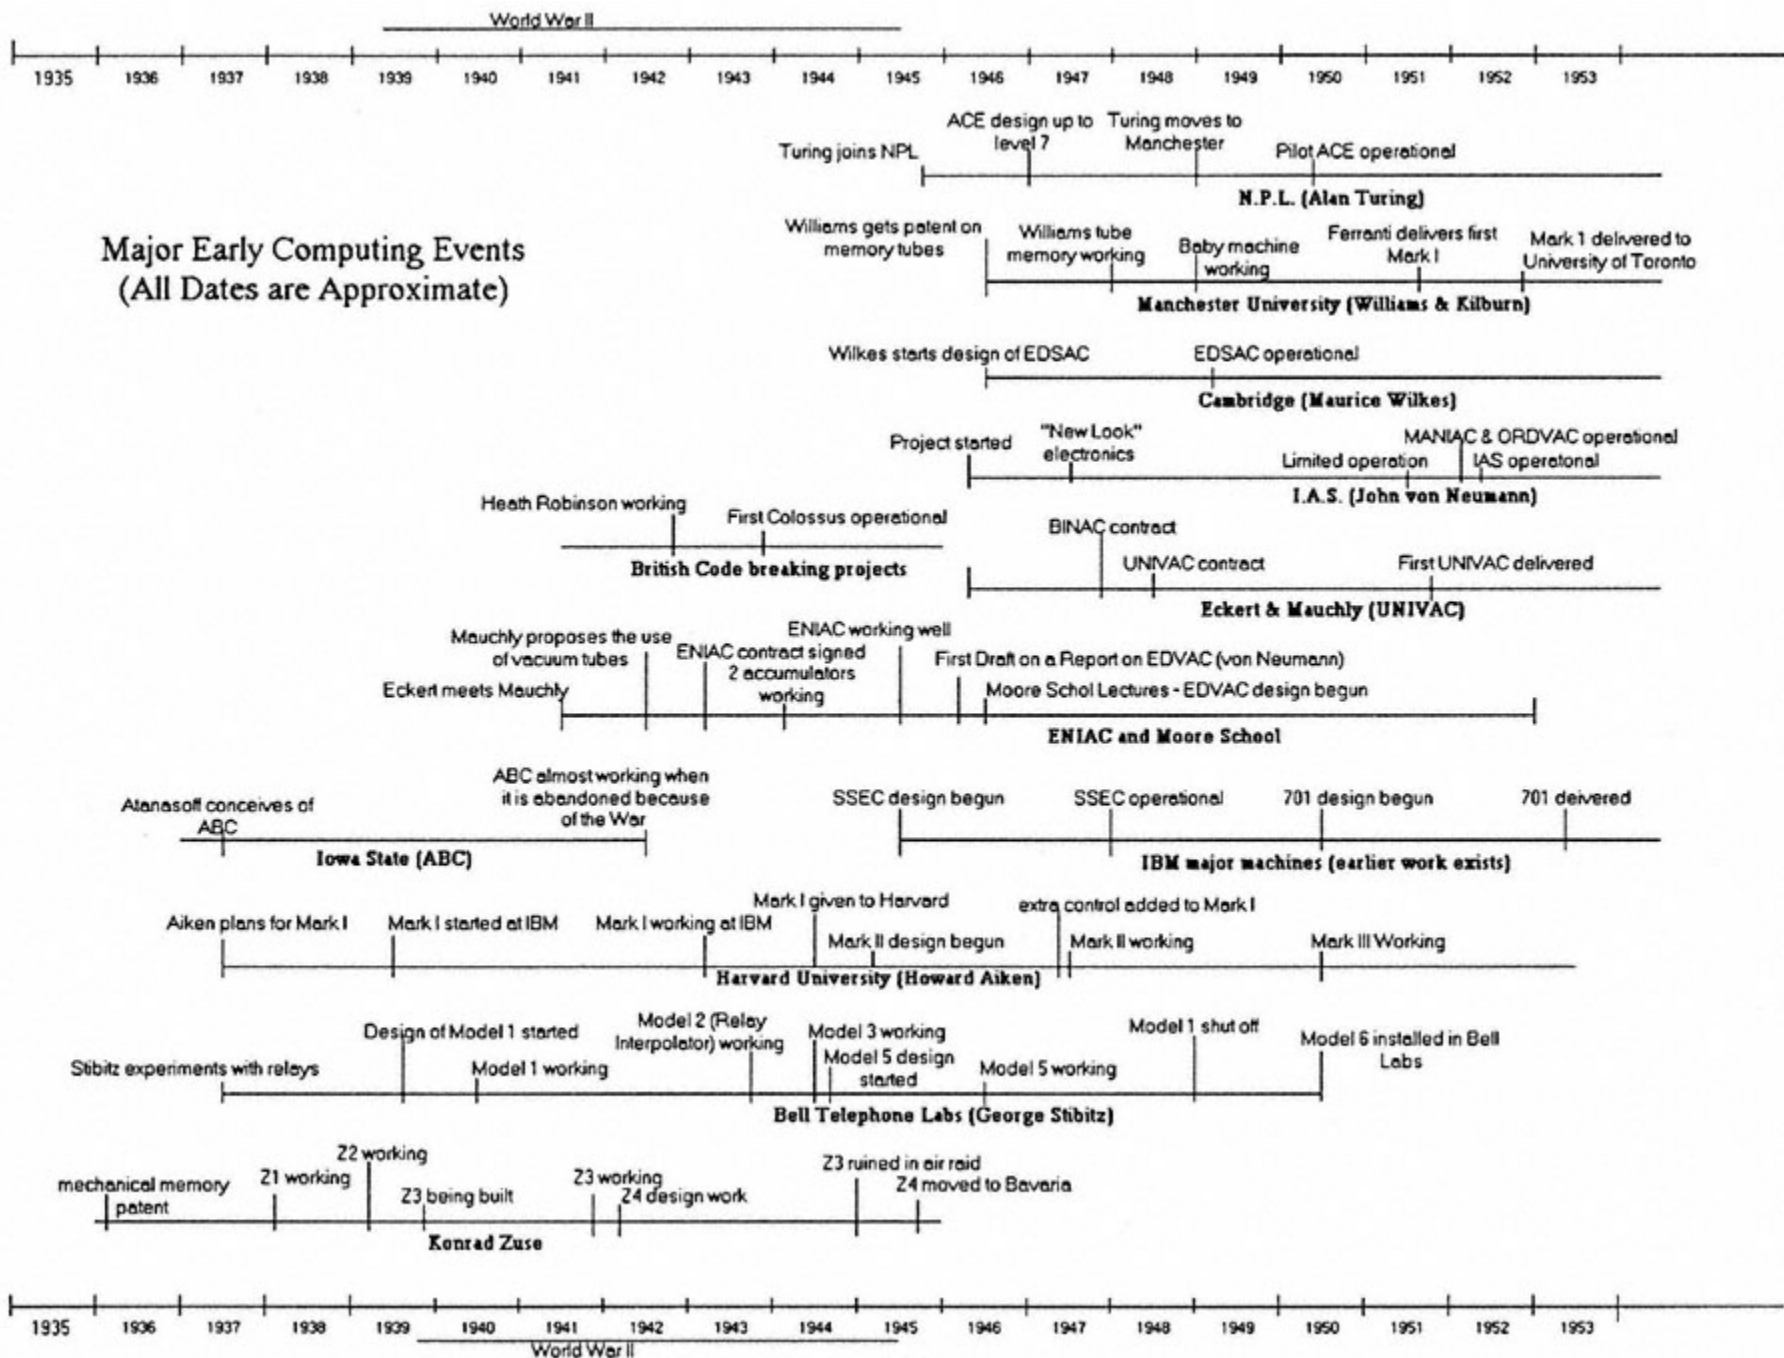 World War II
1935 1936 1937 1938 1939 1940 1941 1942 1943 1944 1945 1946 1947 1948 1949 1950 1951 1952 1953
Major Early Computing Events
(All Dates are Approximate)
Turing joins NPL
ACE design up to
level 7
Turing moves to
Manchester
Pilot ACE operational
N.P.L. (Alan Turing)
Williams gets patent on
memory tubes
Williams tube
memory working
Baby machine
working
Ferranti delivers first
Mark I
Mark 1 delivered to
University of Toronto
Manchester University (Williams & Kilburn)
Wilkes starts design of EDSAC
EDSAC operational
Cambridge (Maurice Wilkes)
Project started
"New Look"
electronics
Limited operation
MANIAC & ORDVAC operational
IAS operatonal
I.A.S. (John von Neumann)
Heath Robinson working
First Colossus operational
British Code breaking projects
BINAC contract
UNIVAC contract
First UNIVAC delivered
Eckert & Mauchly (UNIVAC)
Eckert meets Mauchly
Mauchly proposes the use
of vacuum tubes
ENIAC contract signed
2 accumulators
working
ENIAC working well
First Draft on a Report on EDVAC (von Neumann)
Moore Schol Lectures - EDVAC design begun
ENIAC and Moore School
Atanasoff conceives of
ABC
ABC almost working when
it is abandoned because
of the War
Iowa State (ABC)
SSEC design begun
SSEC operational
701 design begun
701 deivered
IBM major machines (earlier work exists)
Aiken plans for Mark I
Mark I started at IBM
Mark I working at IBM
Mark I given to Harvard
Mark II design begun
extra control added to Mark I
Mark II working
Mark III Working
Harvard University (Howard Aiken)
Stibitz experiments with relays
Design of Model 1 started
Model 1 working
Model 2 (Relay
Interpolator) working
Model 3 working
Model 5 design
started
Model 5 working
Model 1 shut off
Model 6 installed in Bell
Labs
Bell Telephone Labs (George Stibitz)
mechanical memory
patent
Z1 working
Z2 working
Z3 being built
Z3 working
Z4 design work
Z3 ruined in air raid
Z4 moved to Bavaria
Konrad Zuse
1935 1936 1937 1938 1939 1940 1941 1942 1943 1944 1945 1946 1947 1948 1949 1950 1951 1952 1953
World War II